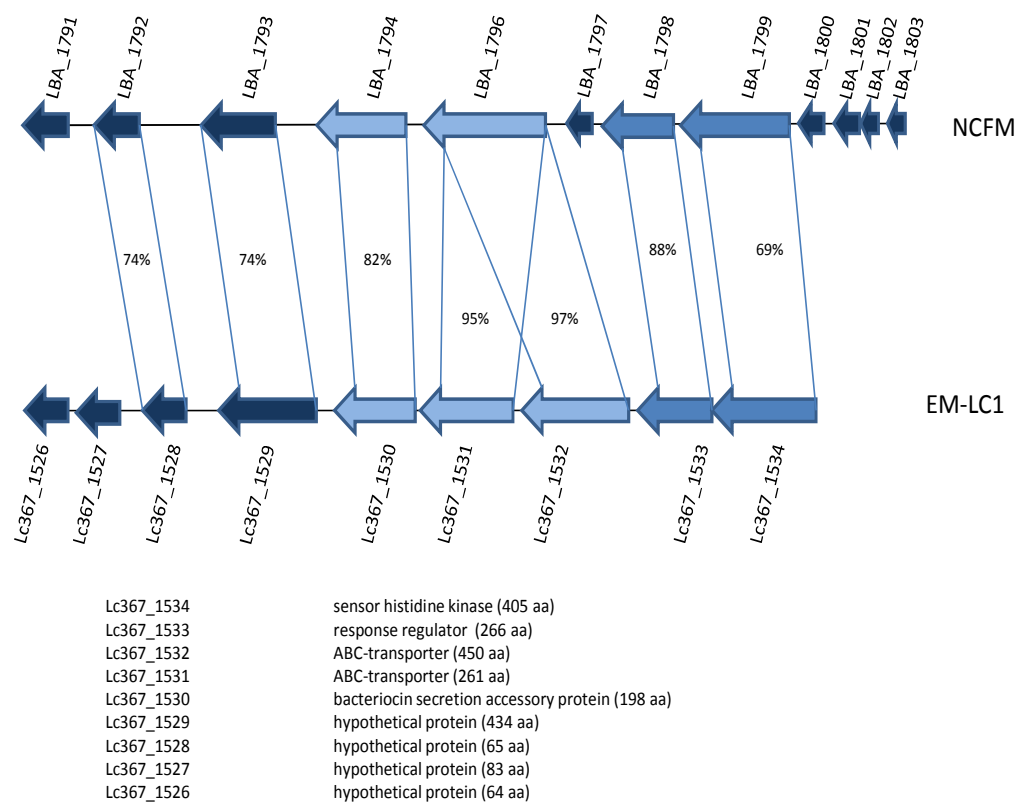 LBA_1791
LBA_1792
LBA_1793
LBA_1794
LBA_1796
LBA_1797
LBA_1798
LBA_1799
LBA_1800
LBA_1801
LBA_1802
LBA_1803
NCFM
74%
74%
82%
95%
97%
88%
69%
EM-LC1
Lc367_1526
Lc367_1527
Lc367_1528
Lc367_1529
Lc367_1530
Lc367_1531
Lc367_1532
Lc367_1533
Lc367_1534
Lc367_1534 sensor histidine kinase (405 aa)
Lc367_1533 response regulator (266 aa)
Lc367_1532 ABC-transporter (450 aa)
Lc367_1531 ABC-transporter (261 aa)
Lc367_1530 bacteriocin secretion accessory protein (198 aa)
Lc367_1529 hypothetical protein (434 aa)
Lc367_1528 hypothetical protein (65 aa)
Lc367_1527 hypothetical protein (83 aa)
Lc367_1526 hypothetical protein (64 aa)